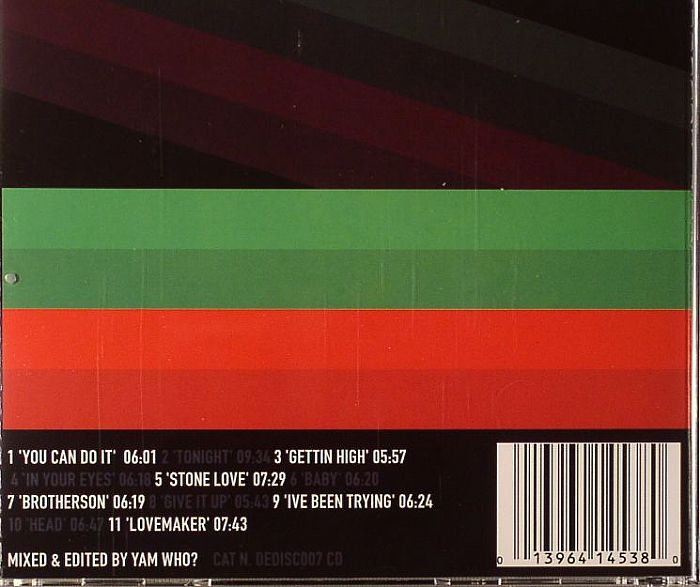 1 'YOU CAN DO IT' 06:01 2 'TONIGHT' 09:34 3 'GETTIN HIGH' 05:57
4 'IN YOUR EYES' 06:18 5 'STONE LOVE' 07:29 6 'BABY' 06:20
7 'BROTHERSON' 06:19 8 'GIVE IT UP' 05:43 9 'IVE BEEN TRYING' 06:24
10 'HEAD' 06:47 11 'LOVEMAKER' 07:43
MIXED & EDITED BY YAM WHO? CAT N. DEDISC007 CD
0 13964 14538 0